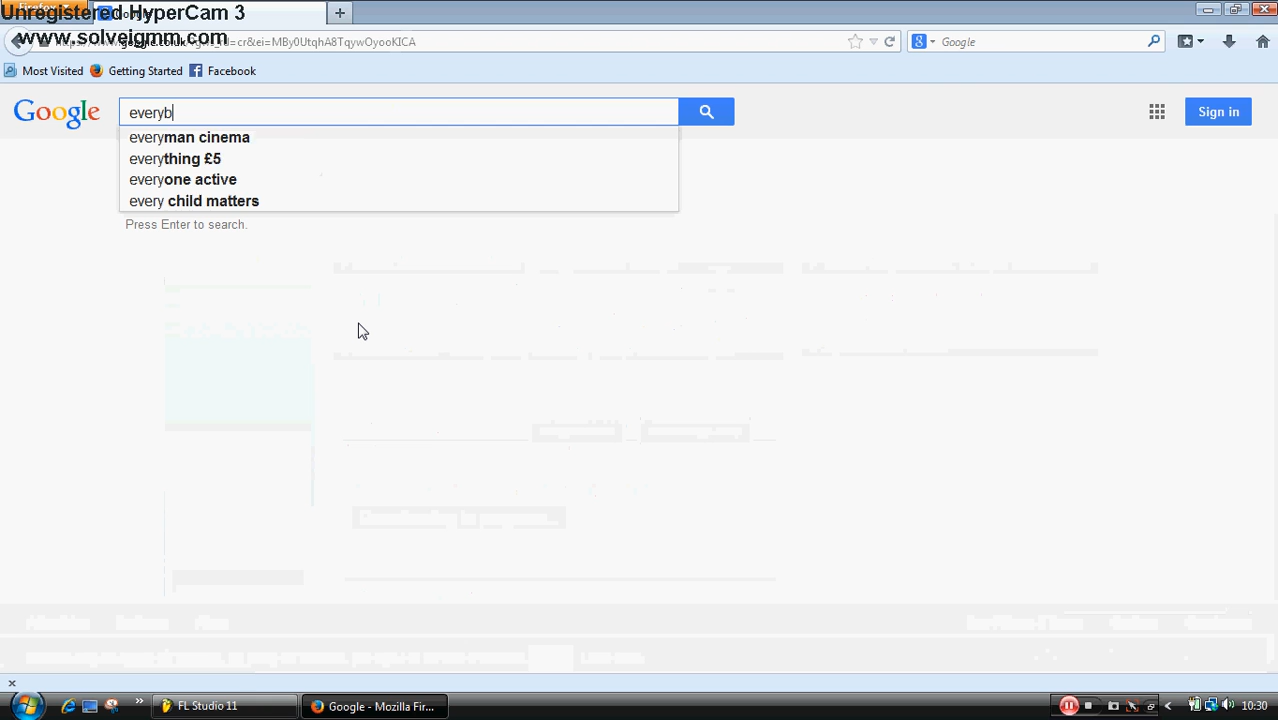 Unregistered HyperCam 3
www.solveigmm.com
Google
Most Visited Getting Started Facebook
Google everyb Sign in
everyman cinema
everything £5
everyone active
every child matters
Press Enter to search.
FL Studio 11 Google - Mozilla Fir... 10:30